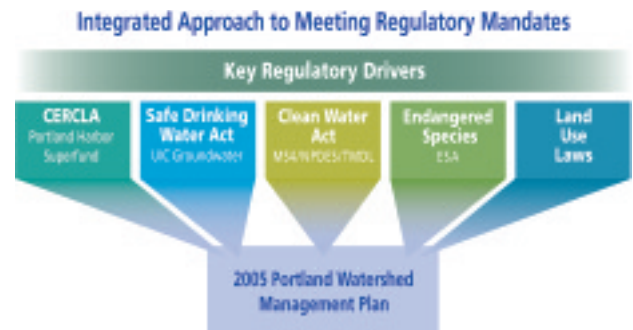 Integrated Approach to Meeting Regulatory Mandates
Key Regulatory Drivers
CERCLA
Portland Harbor
Superfund
Safe Drinking
Water Act
UIC Groundwater
Clean Water
Act
MS4/NPDES/TMDL
Endangered
Species
ESA
Land
Use
Laws
2005 Portland Watershed
Management Plan